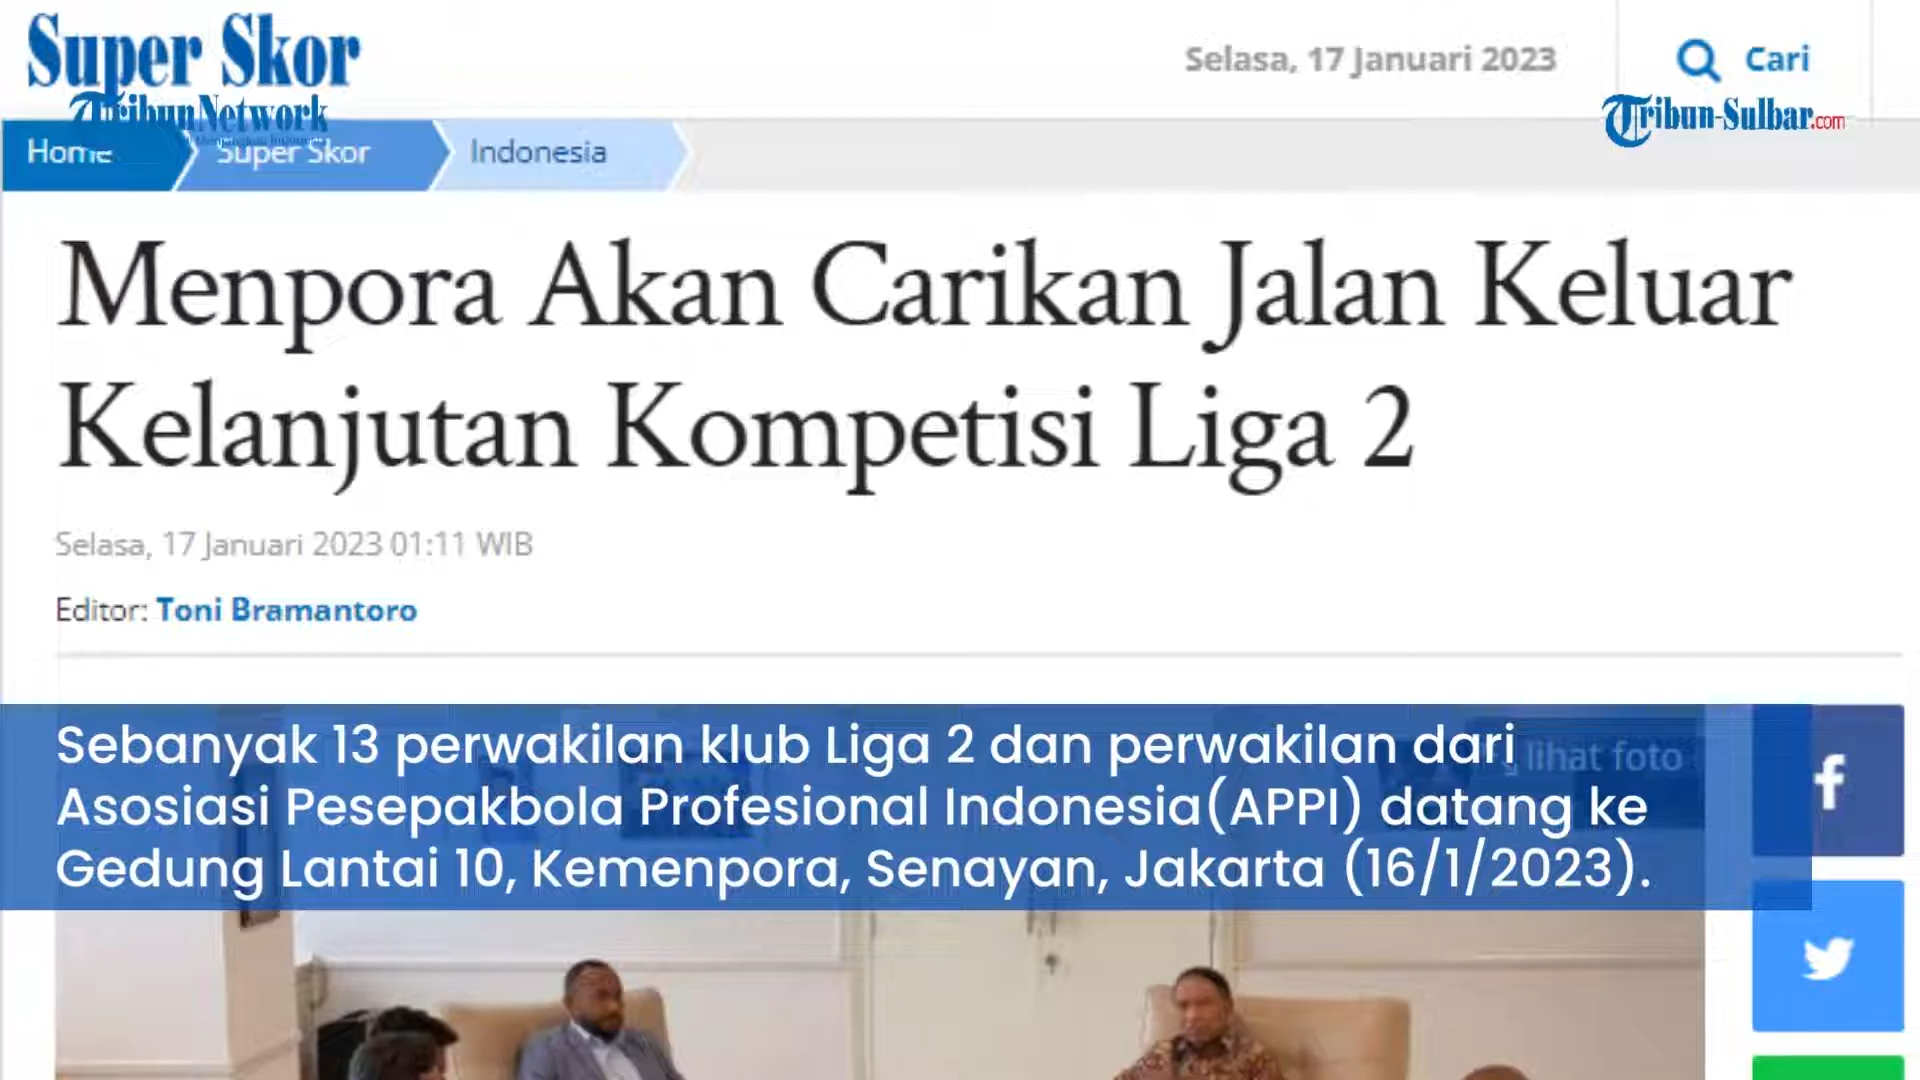 Super Skor
Selasa, 17 Januari 2023
Cari
TribunNetwork
Tribun-Sulbar.com
Home
Super Skor
Indonesia
Menpora Akan Carikan Jalan Keluar
Kelanjutan Kompetisi Liga 2
Selasa, 17 Januari 2023 01:11 WIB
Editor: Toni Bramantoro
lihat foto
Sebanyak 13 perwakilan klub Liga 2 dan perwakilan dari
Asosiasi Pesepakbola Profesional Indonesia(APPI) datang ke
Gedung Lantai 10, Kemenpora, Senayan, Jakarta (16/1/2023).